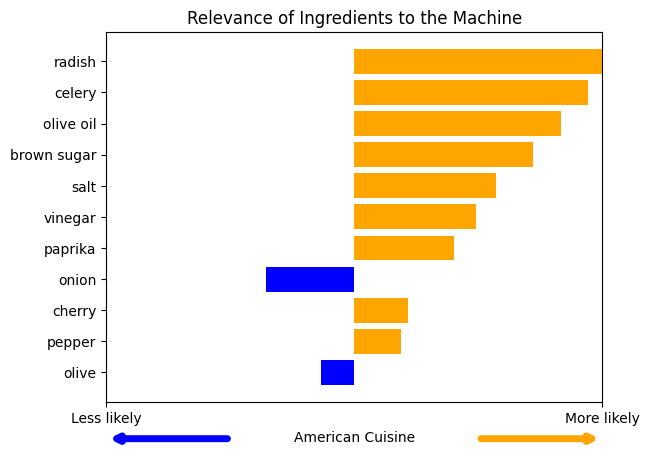 Relevance of Ingredients to the Machine
radish
celery
olive oil
brown sugar
salt
vinegar
paprika
onion
cherry
pepper
olive
Less likely
More likely
American Cuisine